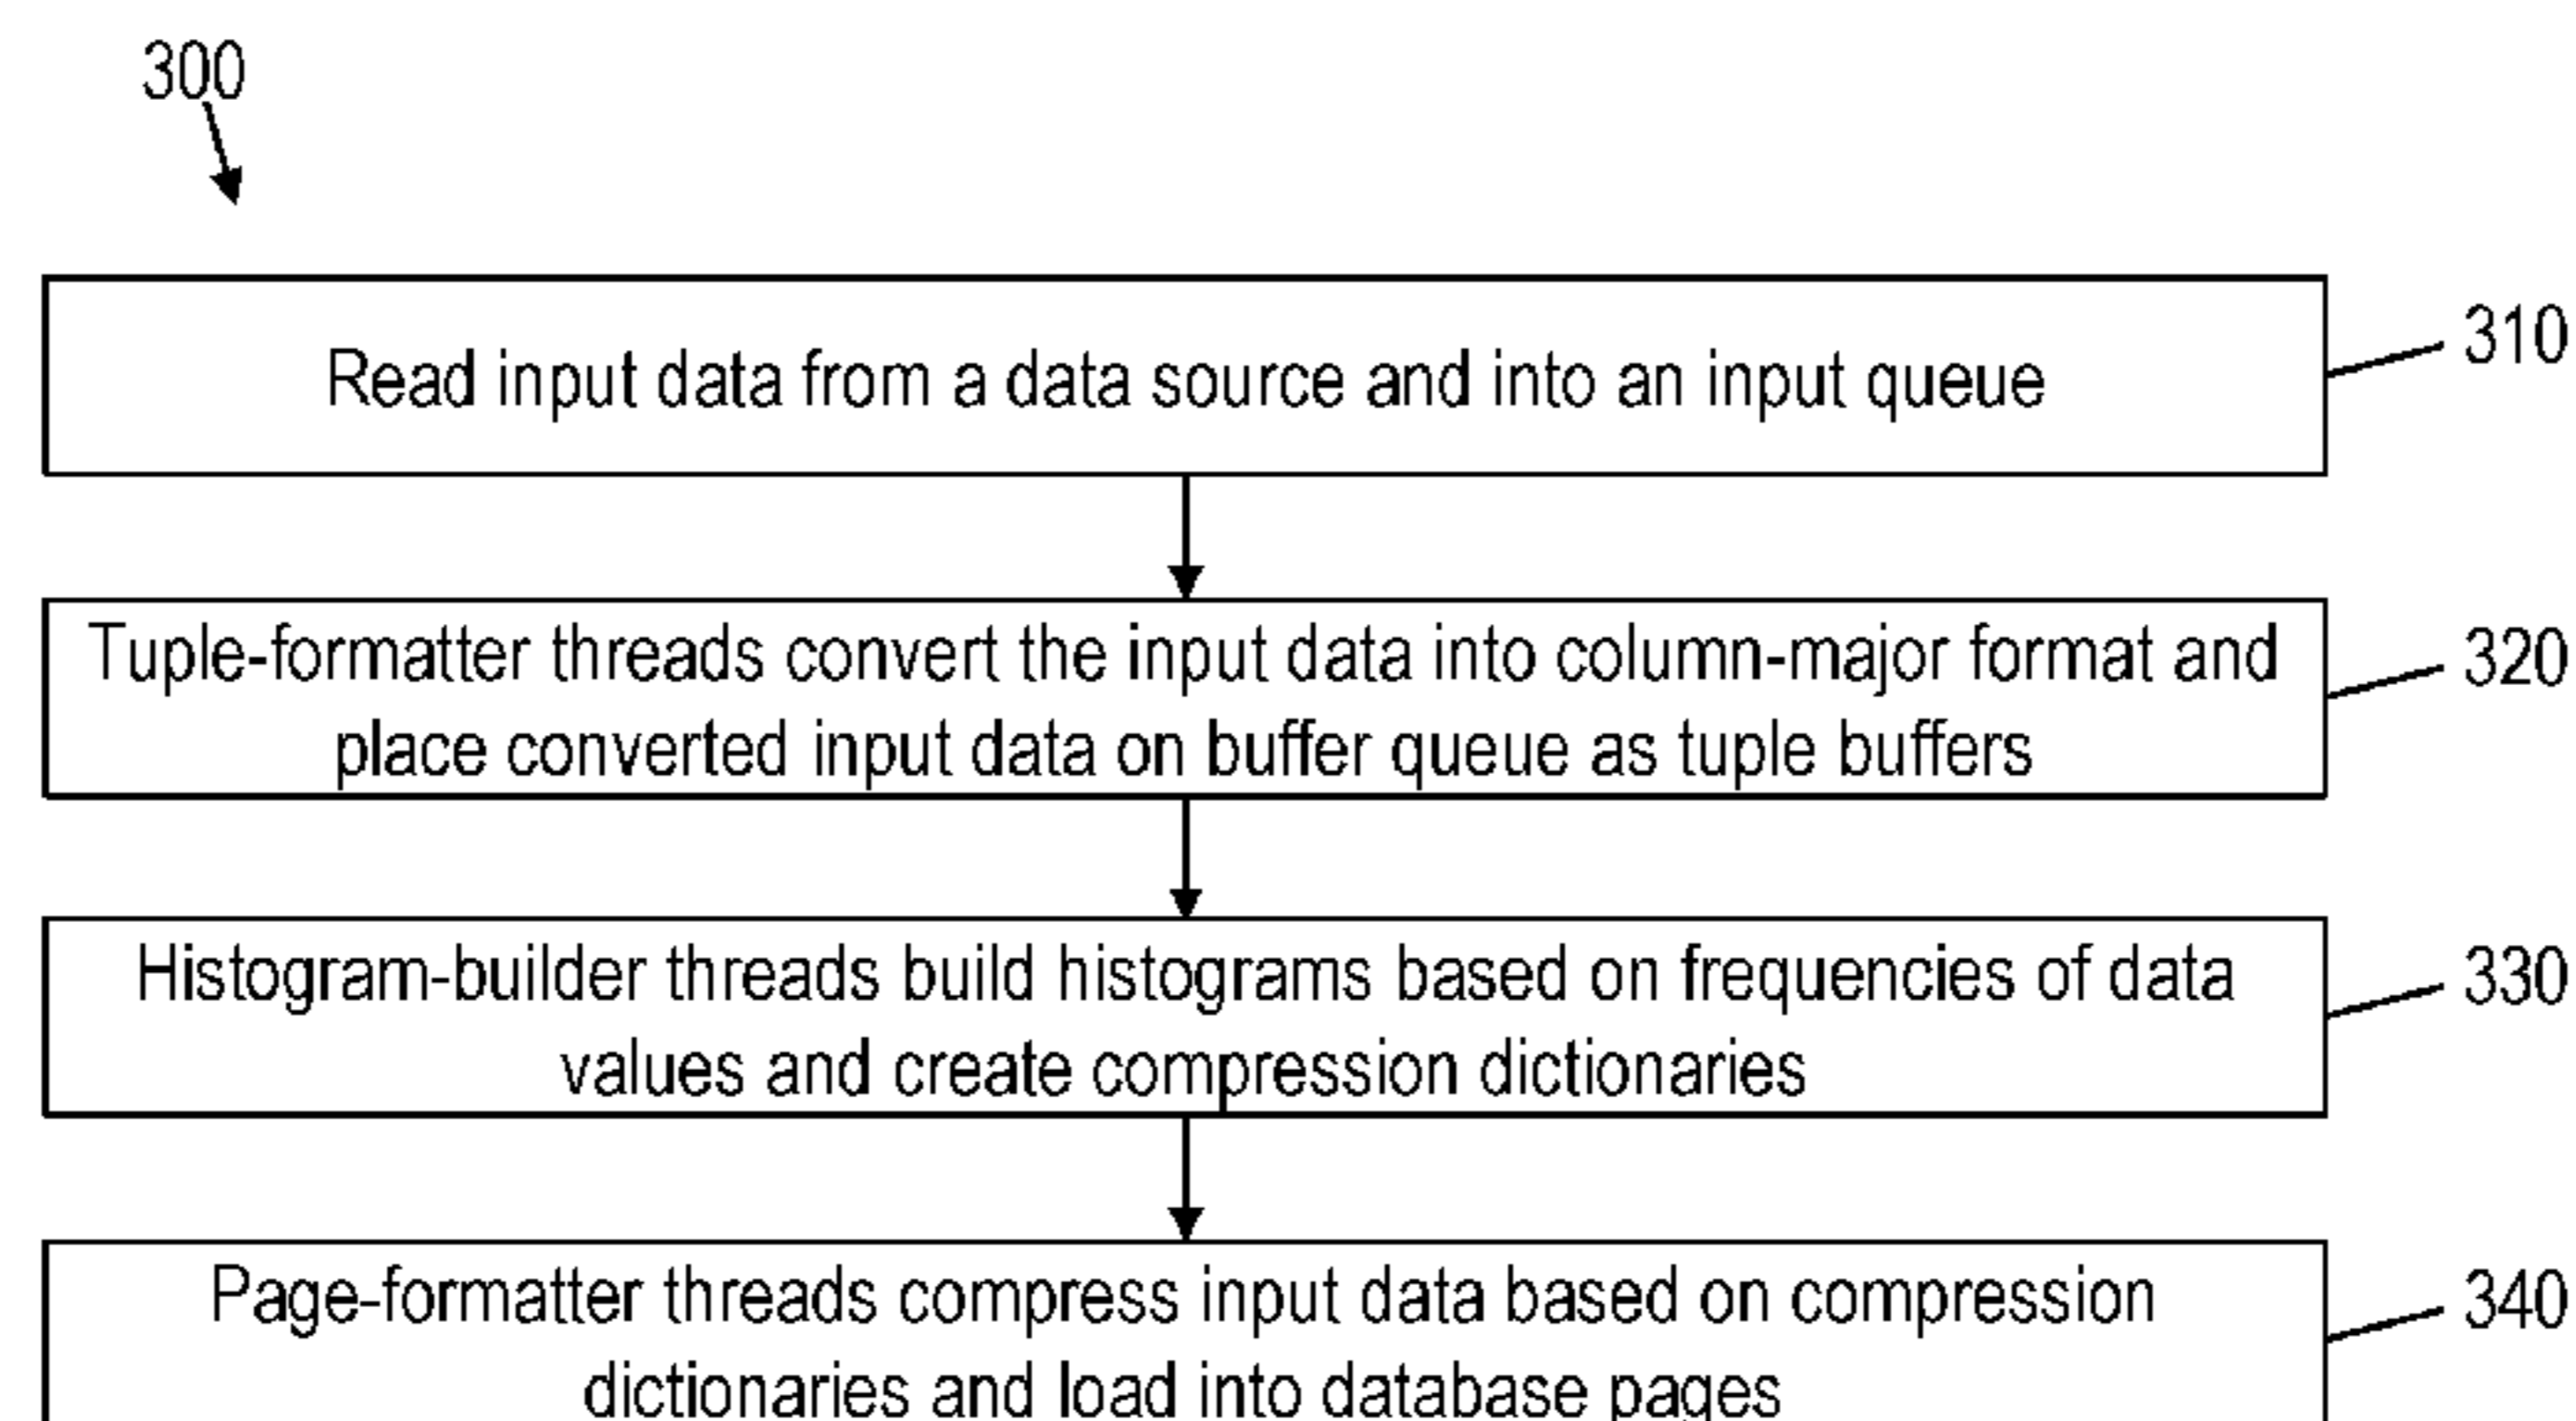 300
Read input data from a data source and into an input queue
310
Tuple-formatter threads convert the input data into column-major format and
place converted input data on buffer queue as tuple buffers
320
Histogram-builder threads build histograms based on frequencies of data
values and create compression dictionaries
330
Page-formatter threads compress input data based on compression
dictionaries and load into database pages
340